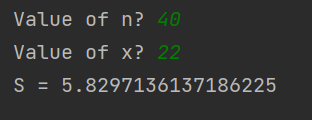 Value of n? 40
Value of x? 22
S = 5.8297136137186225